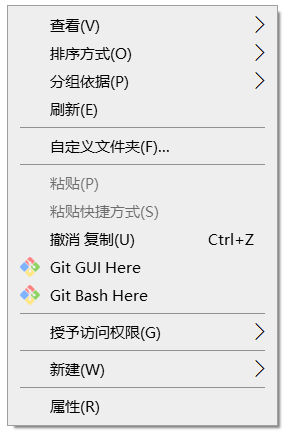 查看(V)
排序方式(O)
分组依据(P)
刷新(E)
自定义文件夹(F)...
粘贴(P)
粘贴快捷方式(S)
撤消 复制(U) Ctrl+Z
Git GUI Here
Git Bash Here
授予访问权限(G)
新建(W)
属性(R)